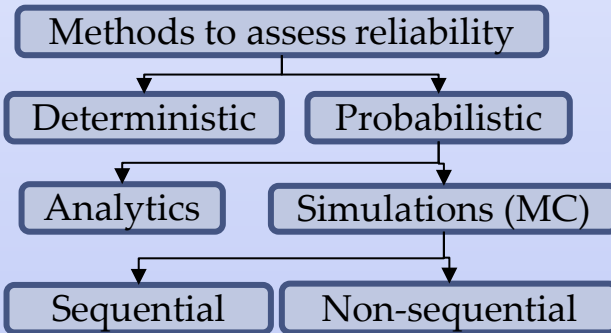 Methods to assess reliability
Deterministic
Probabilistic
Analytics
Simulations (MC)
Sequential
Non-sequential